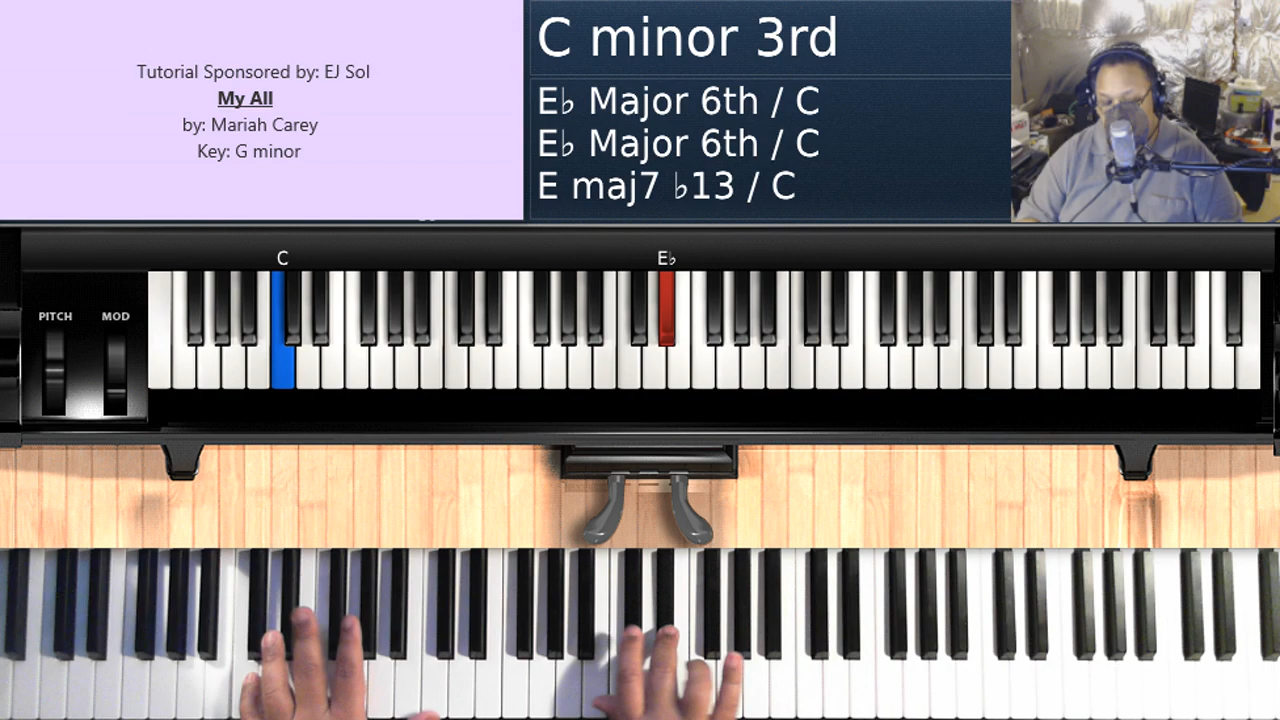 Tutorial Sponsored by: EJ Sol
My All
by: Mariah Carey
Key: G minor
C minor 3rd
E♭ Major 6th / C
E♭ Major 6th / C
E maj7 ♭13 / C
C
E♭
PITCH
MOD